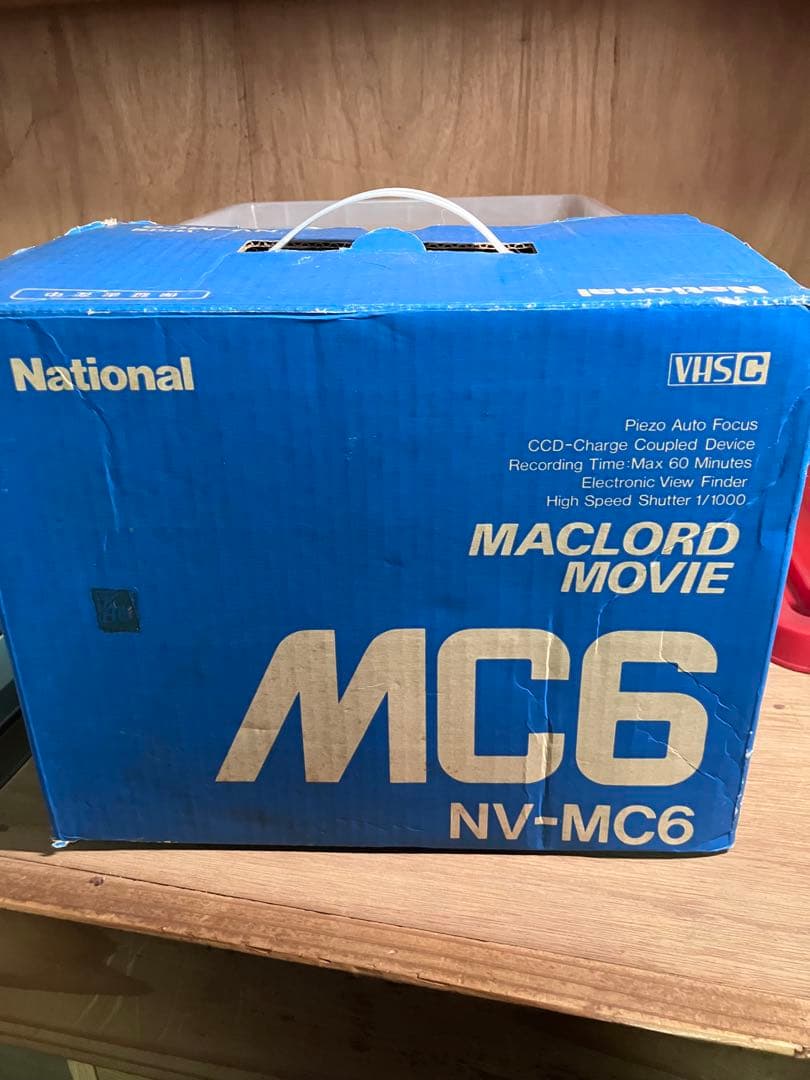 National
National
VHS C
Piezo Auto Focus
CCD-Charge Coupled Device
Recording Time:Max 60 Minutes
Electronic View Finder
High Speed Shutter 1/1000
MACLORD
MOVIE
MC6
NV-MC6